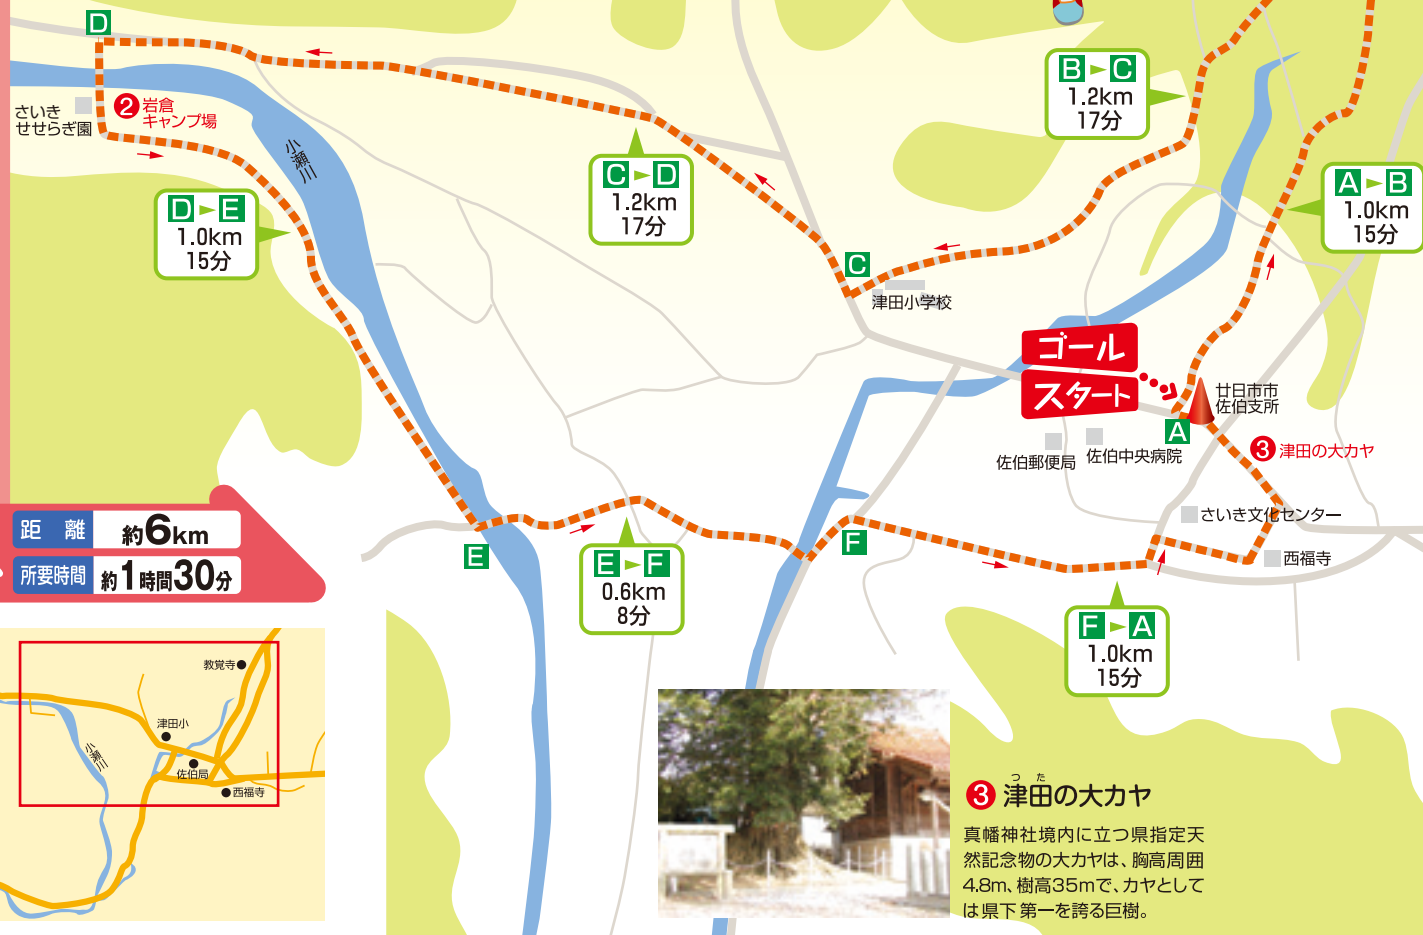 D
さいき
せせらぎ園
2 岩倉
キャンプ場
小瀬川
D E
1.0km
15分
C D
1.2km
17分
B C
1.2km
17分
A B
1.0km
15分
C
津田小学校
ゴール
スタート
廿日市市
佐伯支所
A
佐伯郵便局
佐伯中央病院
3 津田の大カヤ
さいき文化センター
西福寺
距離 約6km
所要時間 約1時間30分
E
E F
0.6km
8分
F
F A
1.0km
15分
教覚寺
津田小
小瀬川
佐伯局
西福寺
つた
3 津田の大カヤ
真幡神社境内に立つ県指定天
然記念物の大カヤは、胸高周囲
4.8m、樹高35mで、カヤとして
は県下第一を誇る巨樹。